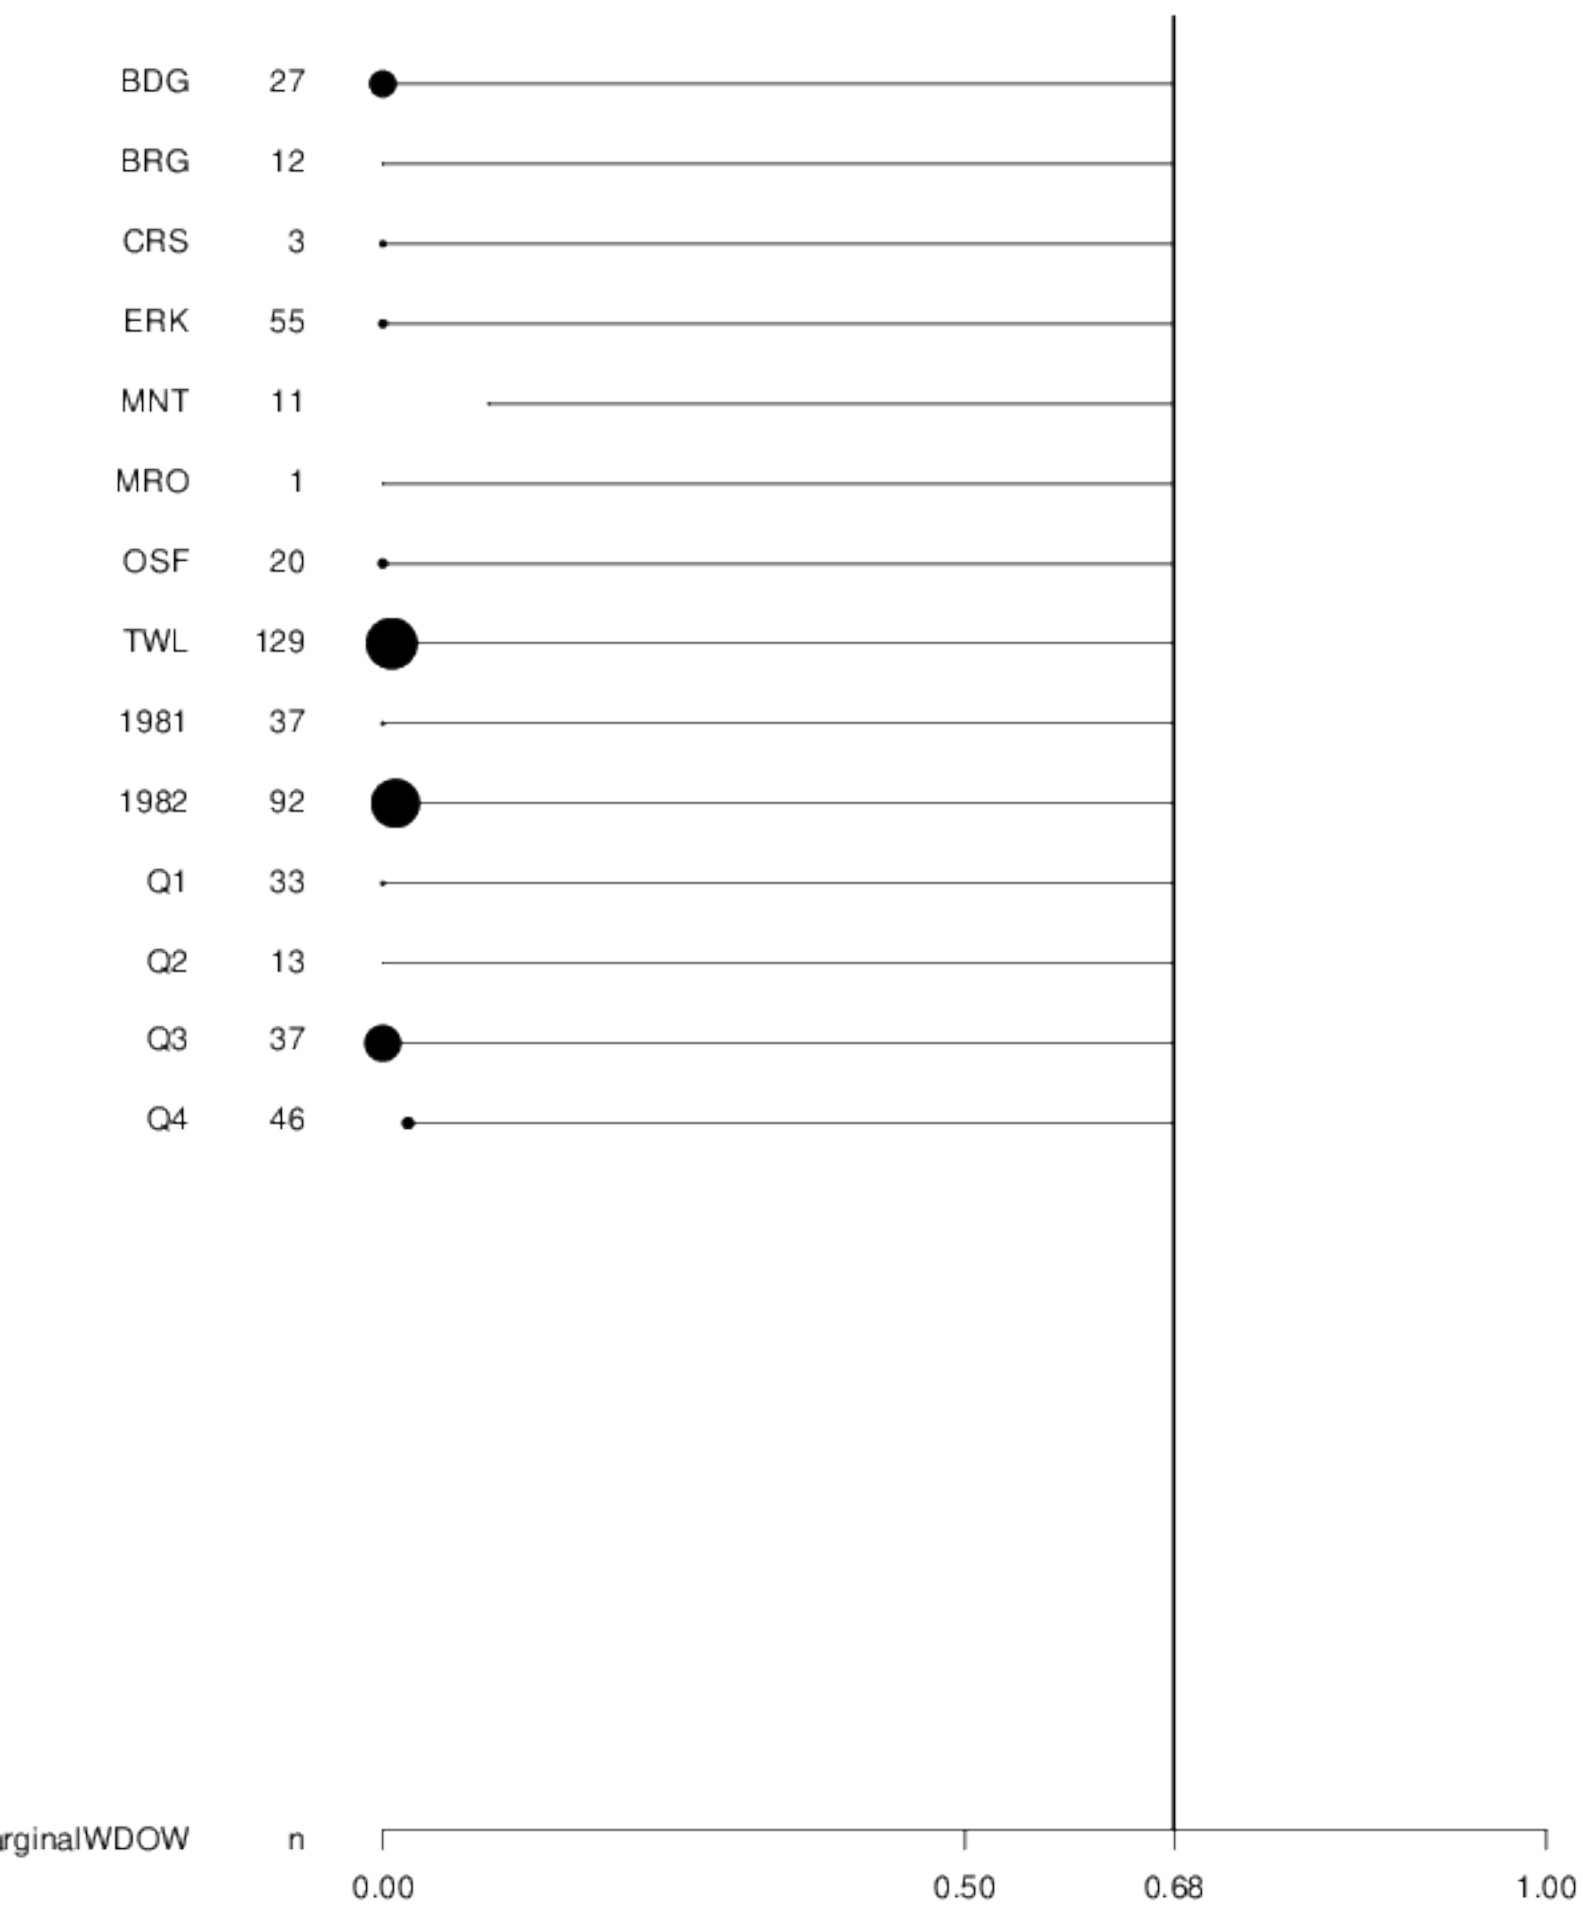 BDG 27
BRG 12
CRS 3
ERK 55
MNT 11
MRO 1
OSF 20
TWL 129
1981 37
1982 92
Q1 33
Q2 13
Q3 37
Q4 46
rginalWDOW n
0.00 0.50 0.68 1.00